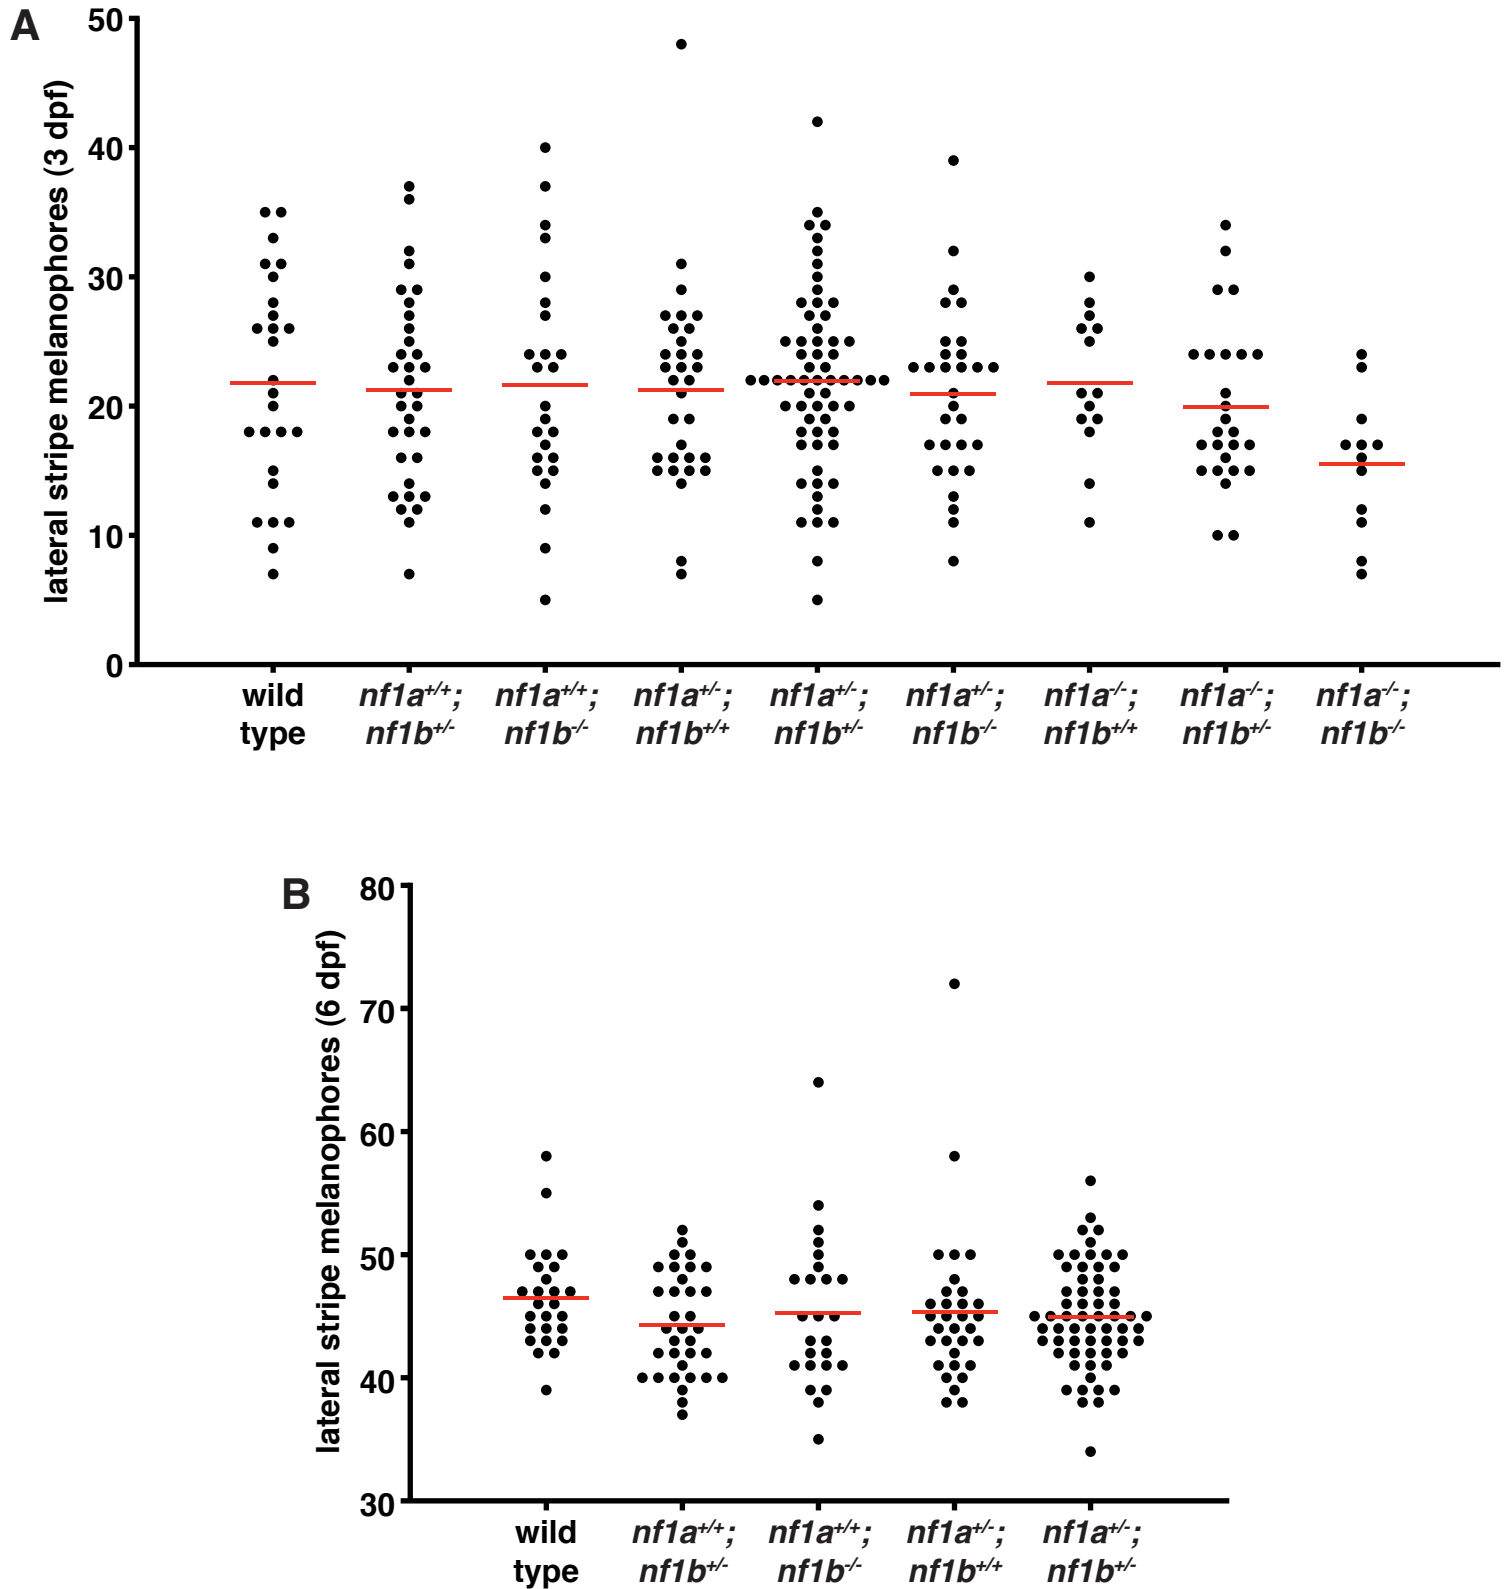 A
50
40
30
20
10
0
lateral stripe melanophores (3 dpf)
wild type
nf1a+/+; nf1b+/-
nf1a+/+; nf1b-/-
nf1a+/-; nf1b+/+
nf1a+/-; nf1b+/-
nf1a+/-; nf1b-/-
nf1a-/-; nf1b+/+
nf1a-/-; nf1b+/-
nf1a-/-; nf1b-/-
B
80
70
60
50
40
30
lateral stripe melanophores (6 dpf)
wild type
nf1a+/+; nf1b+/-
nf1a+/+; nf1b-/-
nf1a+/-; nf1b+/+
nf1a+/-; nf1b+/-